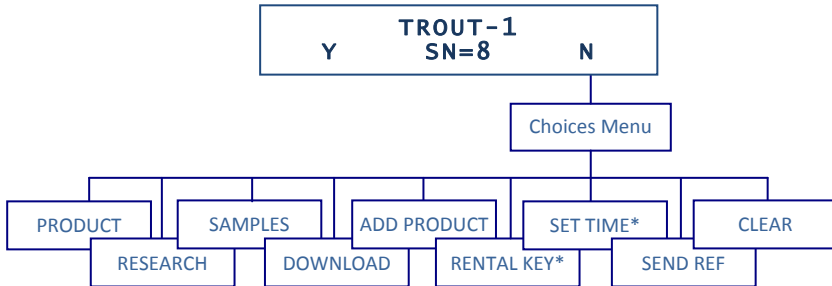 TROUT-1
Y SN=8 N
Choices Menu
PRODUCT SAMPLES ADD PRODUCT SET TIME* CLEAR
RESEARCH DOWNLOAD RENTAL KEY* SEND REF